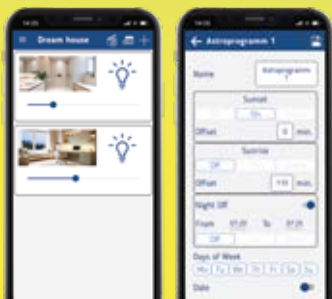 Dream house
Astroprogramm 1
Name
Astroprogramm
1
Sunset
On
Offset
0
min.
Sunrise
Off
Offset
min.
Night Off
From
To
Off
Days of Week
Mo Tu We Th Fr Sa Su
Date